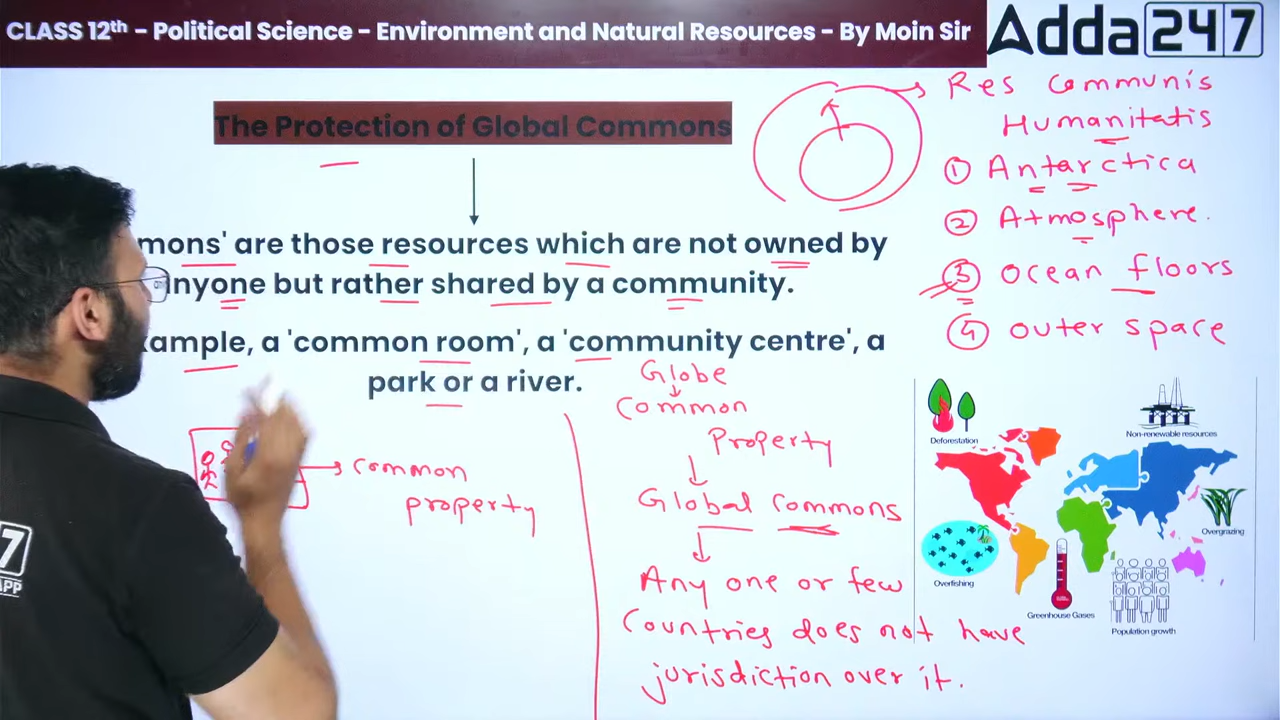 CLASS 12th - Political Science - Environment and Natural Resources - By Moin Sir
Adda 247
The Protection of Global Commons
mons' are those resources which are not owned by
nyone but rather shared by a community.
xample, a 'common room', a 'community centre', a
park or a river.
Common
property
Globe
Common
Property
Global Commons
Any one or few
Countries does not have
jurisdiction over it.
Res Communis
Humanitatis
① Antarctica
② Atmosphere.
③ Ocean floors
④ outer space
Deforestation
Non-renewable resources
Overgrazing
Overfishing
Greenhouse Gases
Population growth
7
APP